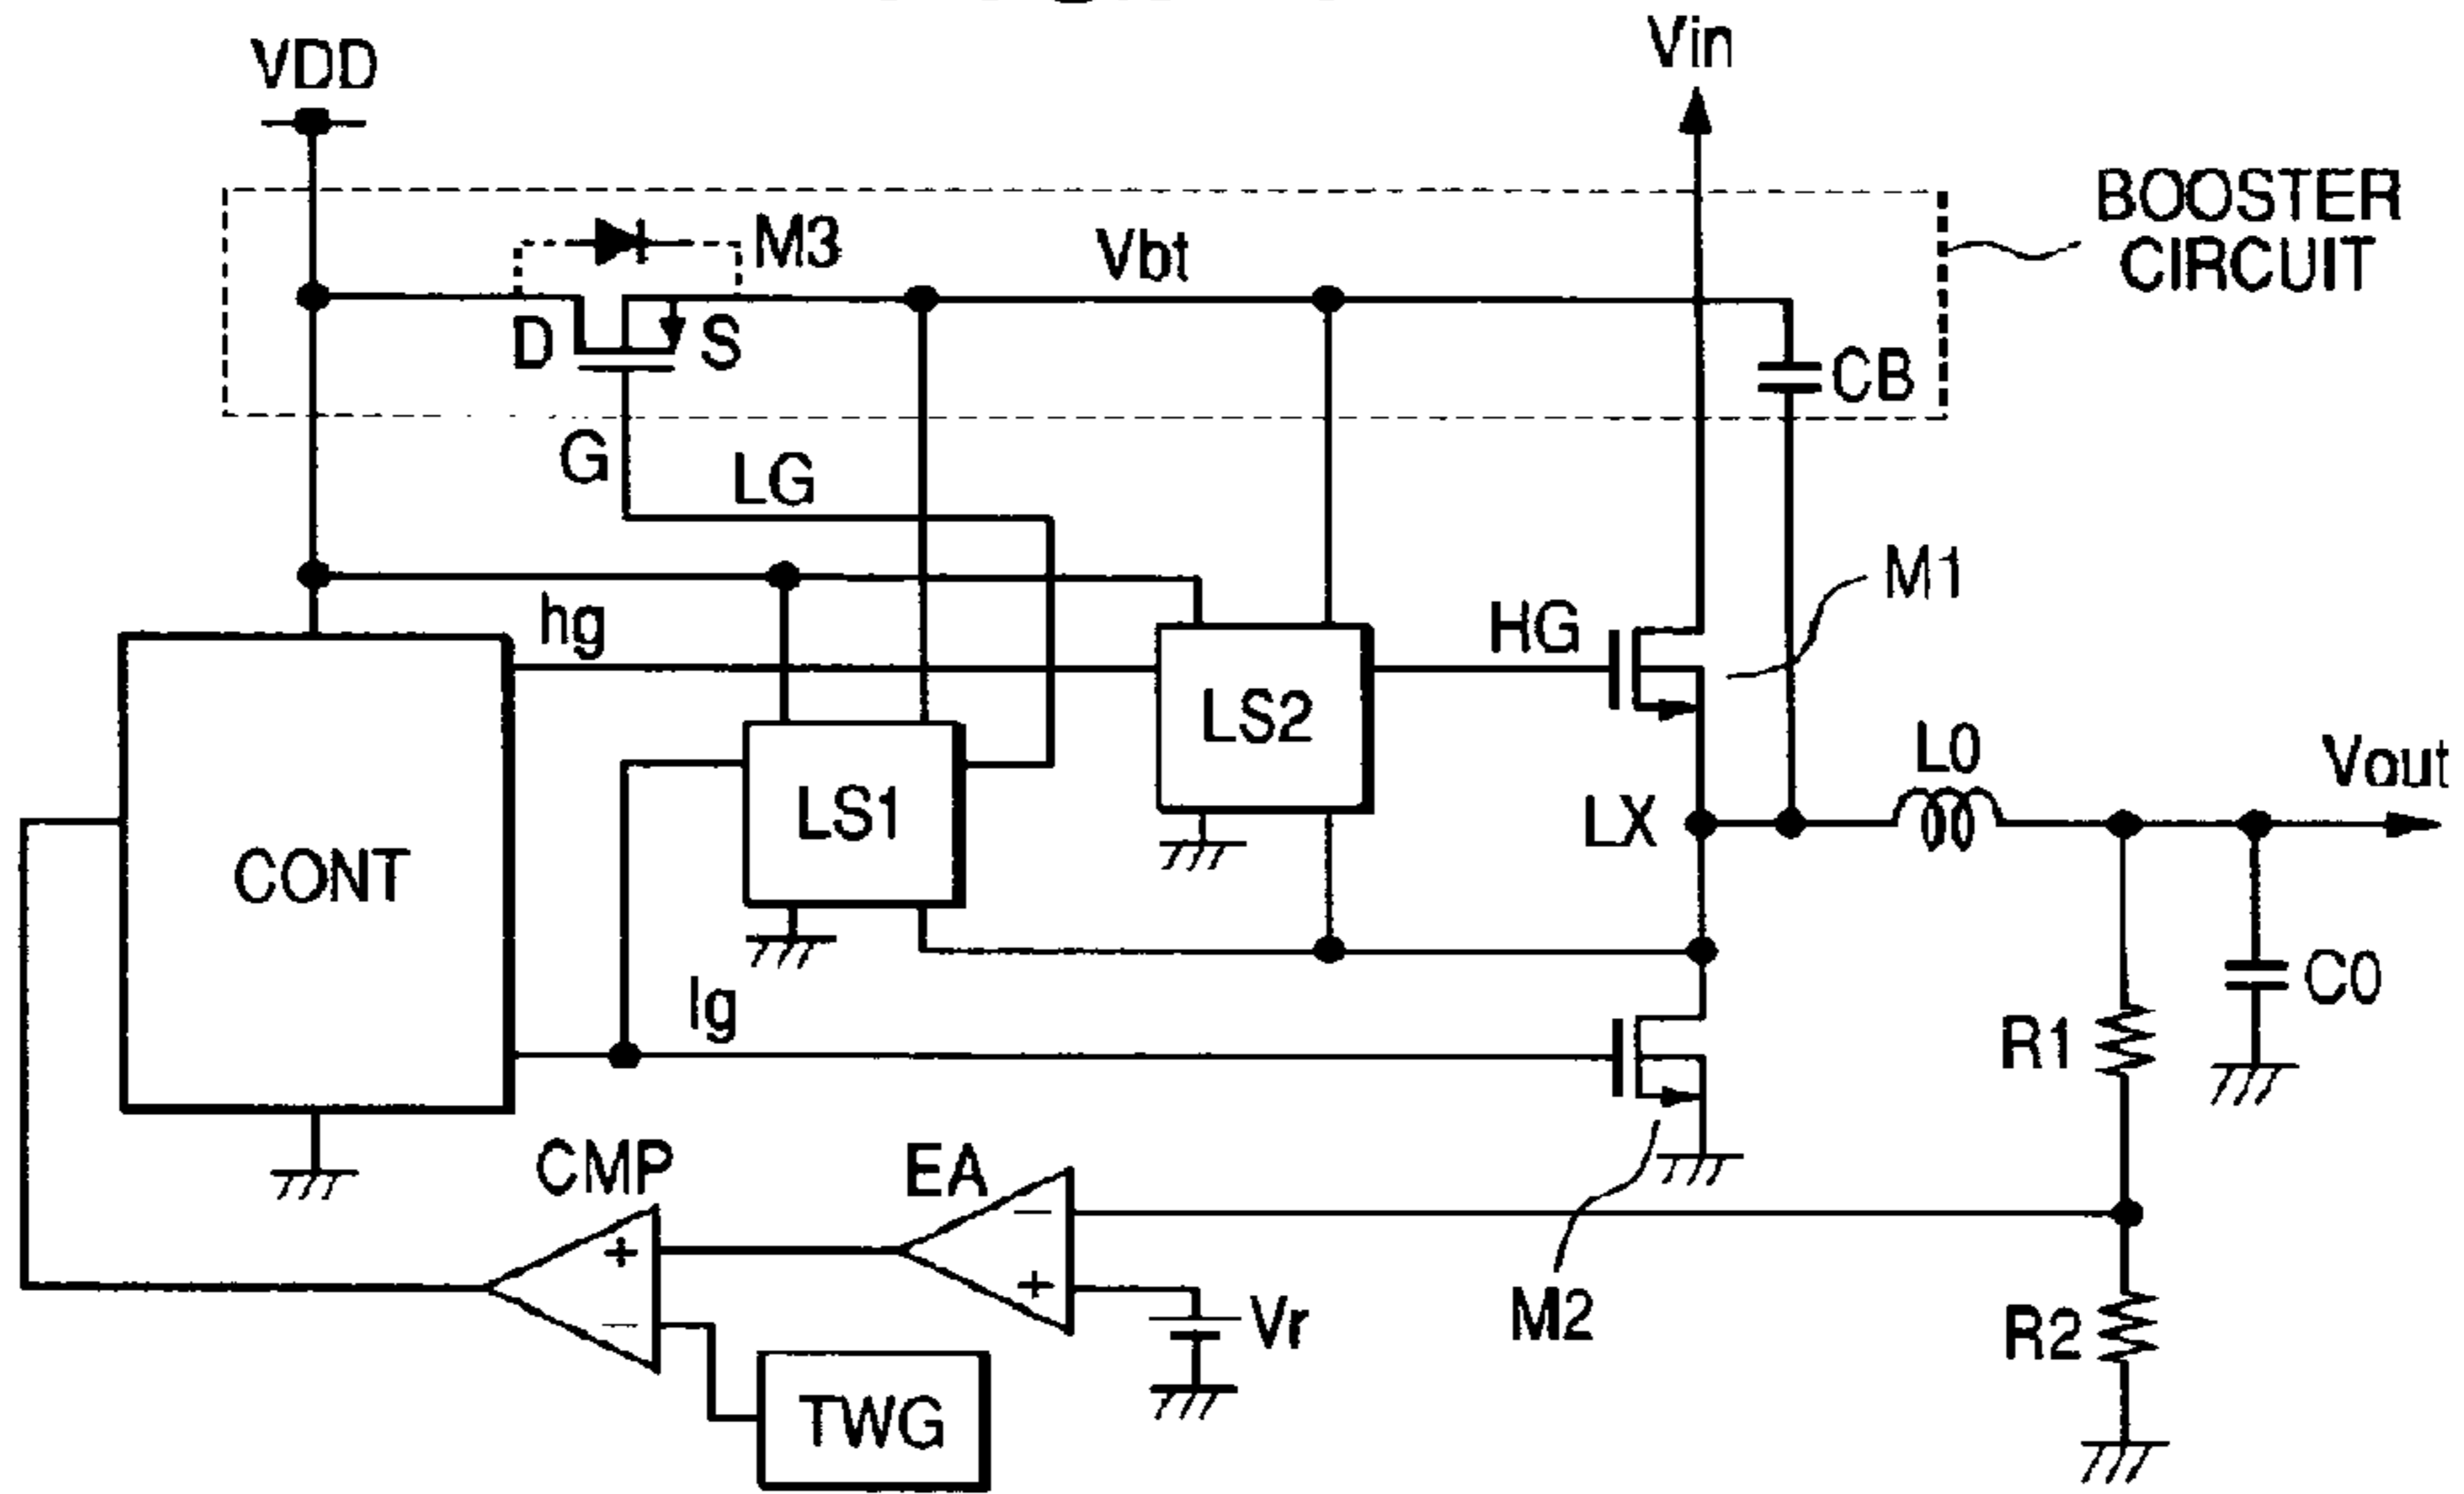 VDD
Vin
BOOSTER
CIRCUIT
M3
Vbt
D
S
CB
G
LG
M1
hg
HG
LS2
L0
Vout
LS1
LX
CONT
C0
lg
R1
CMP
EA
−
+
+
−
Vr
M2
R2
TWG